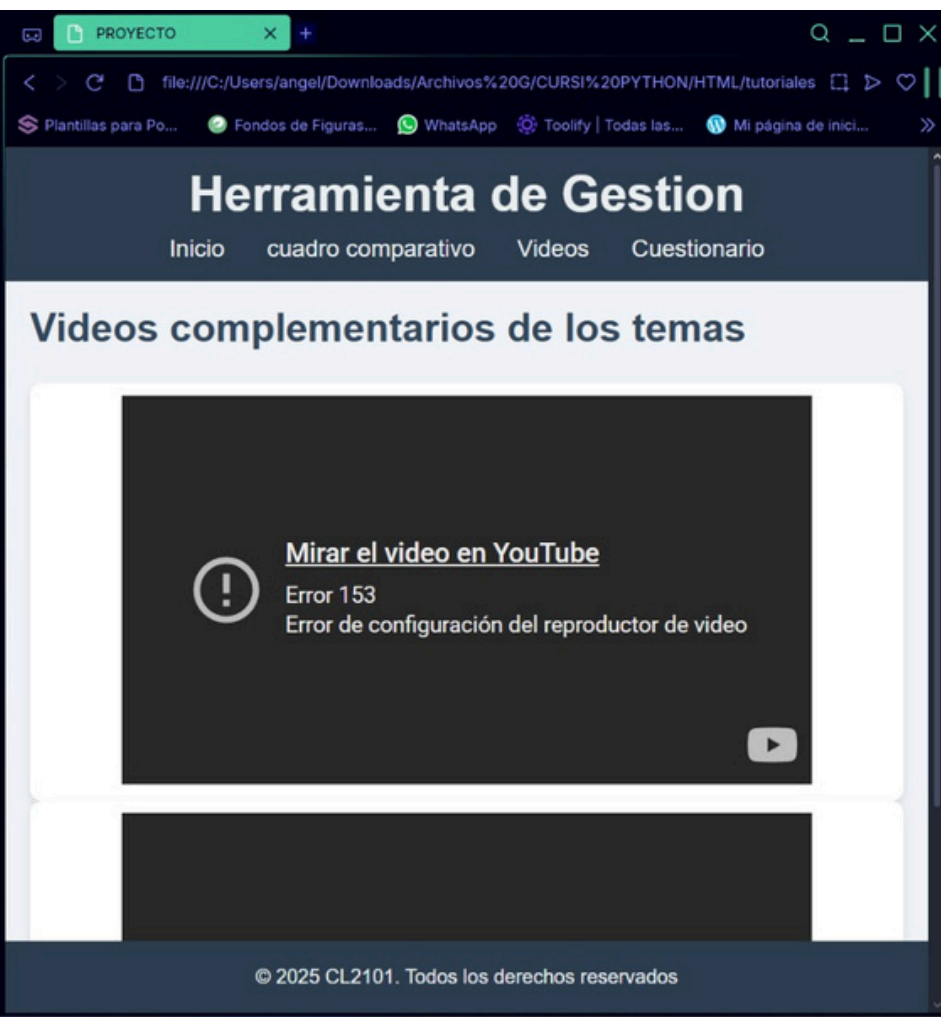 PROYECTO
file:///C:/Users/angel/Downloads/Archivos%20G/CURSI%20PYTHON/HTML/tutoriales
Plantillas para Po... Fondos de Figuras... WhatsApp Toolify | Todas las... Mi página de inici...
Herramienta de Gestion
Inicio cuadro comparativo Videos Cuestionario
Videos complementarios de los temas
Mirar el video en YouTube
Error 153
Error de configuración del reproductor de video
© 2025 CL2101. Todos los derechos reservados